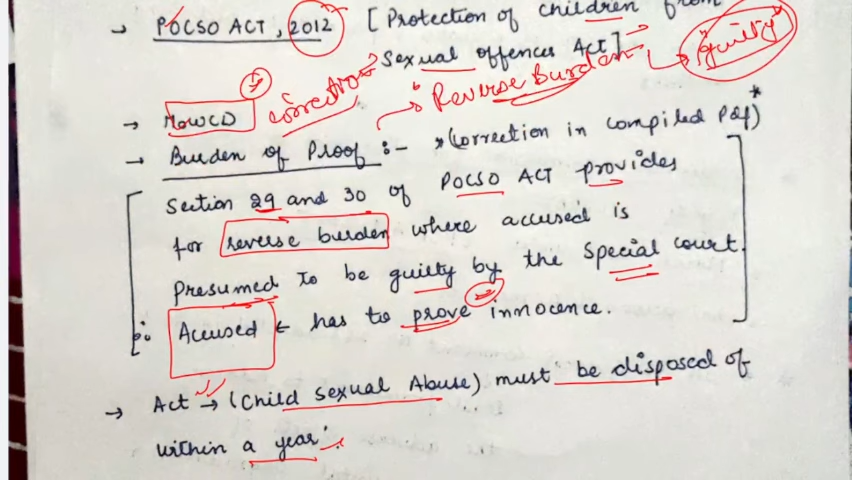 → POCSO ACT, 2012 [Protection of children from
Sexual offences Act]
"guilty"
correction
Reverse Burden
→ MOWCD
→ Burden of Proof :- *(Correction in compiled Pdf)*
Section 29 and 30 of POCSO ACT provides
for reverse burden where accused is
Presumed to be guilty by the Special court.
∴ Accused ← has to prove innocence.
→ Act → (Child Sexual Abuse) must be disposed of
within a year.